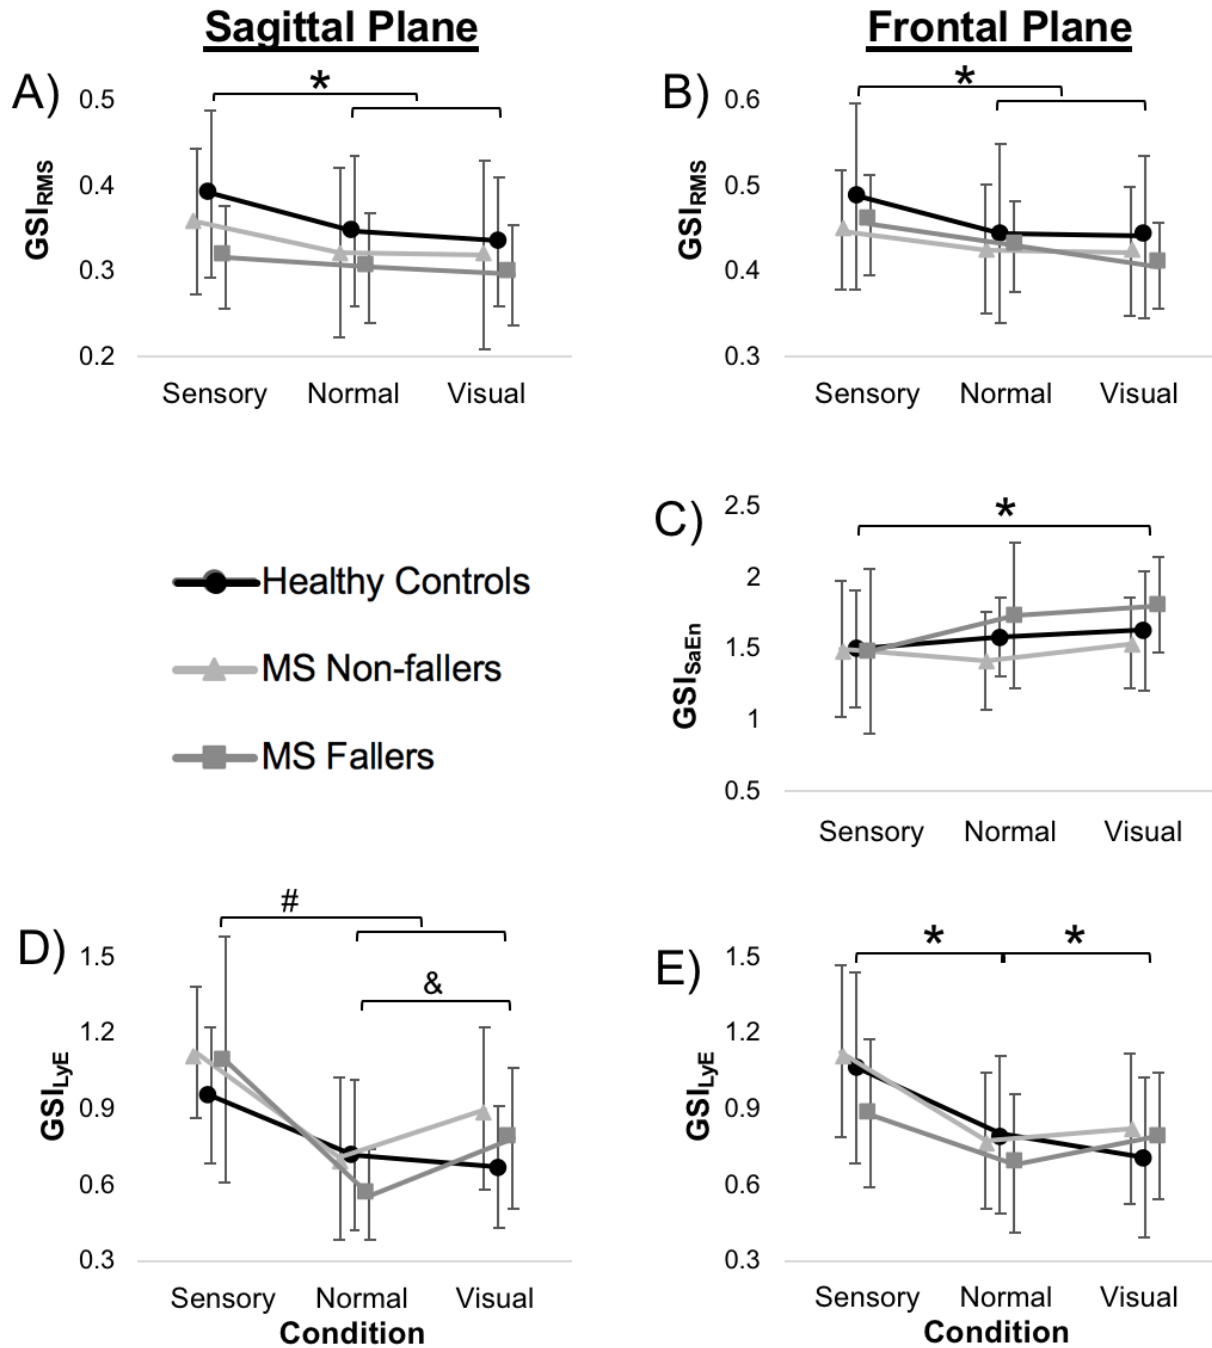 Sagittal Plane
Frontal Plane
A)
*
0.5
0.4
0.3
0.2
GSIRMS
Sensory Normal Visual
B)
*
0.6
0.5
0.4
0.3
GSIRMS
Sensory Normal Visual
C)
*
2.5
2
1.5
1
0.5
GSISaEn
Sensory Normal Visual
Healthy Controls
MS Non-fallers
MS Fallers
D)
#
&
1.5
1.2
0.9
0.6
0.3
GSILyE
Sensory Normal Visual
Condition
E)
* *
1.5
1.2
0.9
0.6
0.3
GSILyE
Sensory Normal Visual
Condition